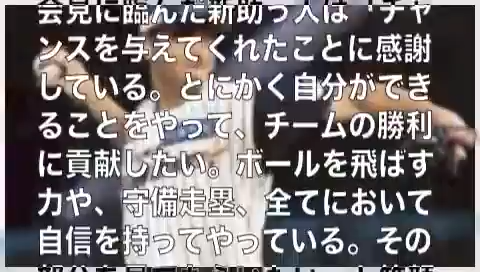 会見に臨んだ新助っ人は「チャ
ンスを与えてくれたことに感謝
している。とにかく自分ができ
ることをやって、チームの勝利
に貢献したい。ボールを飛ばす
力や、守備走塁、全てにおいて
自信を持ってやっている。その